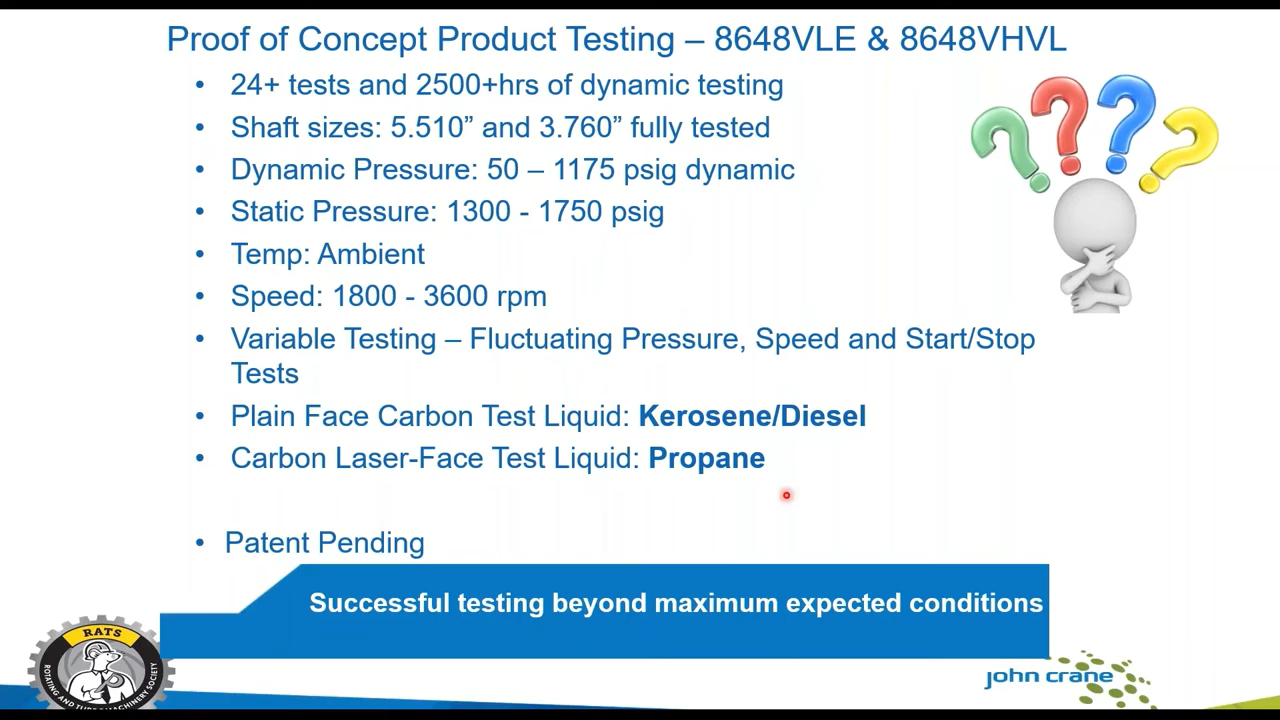 Proof of Concept Product Testing – 8648VLE & 8648VHVL
• 24+ tests and 2500+hrs of dynamic testing
• Shaft sizes: 5.510” and 3.760” fully tested
• Dynamic Pressure: 50 – 1175 psig dynamic
• Static Pressure: 1300 - 1750 psig
• Temp: Ambient
• Speed: 1800 - 3600 rpm
• Variable Testing – Fluctuating Pressure, Speed and Start/Stop
Tests
• Plain Face Carbon Test Liquid: Kerosene/Diesel
• Carbon Laser-Face Test Liquid: Propane
• Patent Pending
Successful testing beyond maximum expected conditions
RATS
ROTATING AND TURBOMACHINERY SOCIETY
john crane